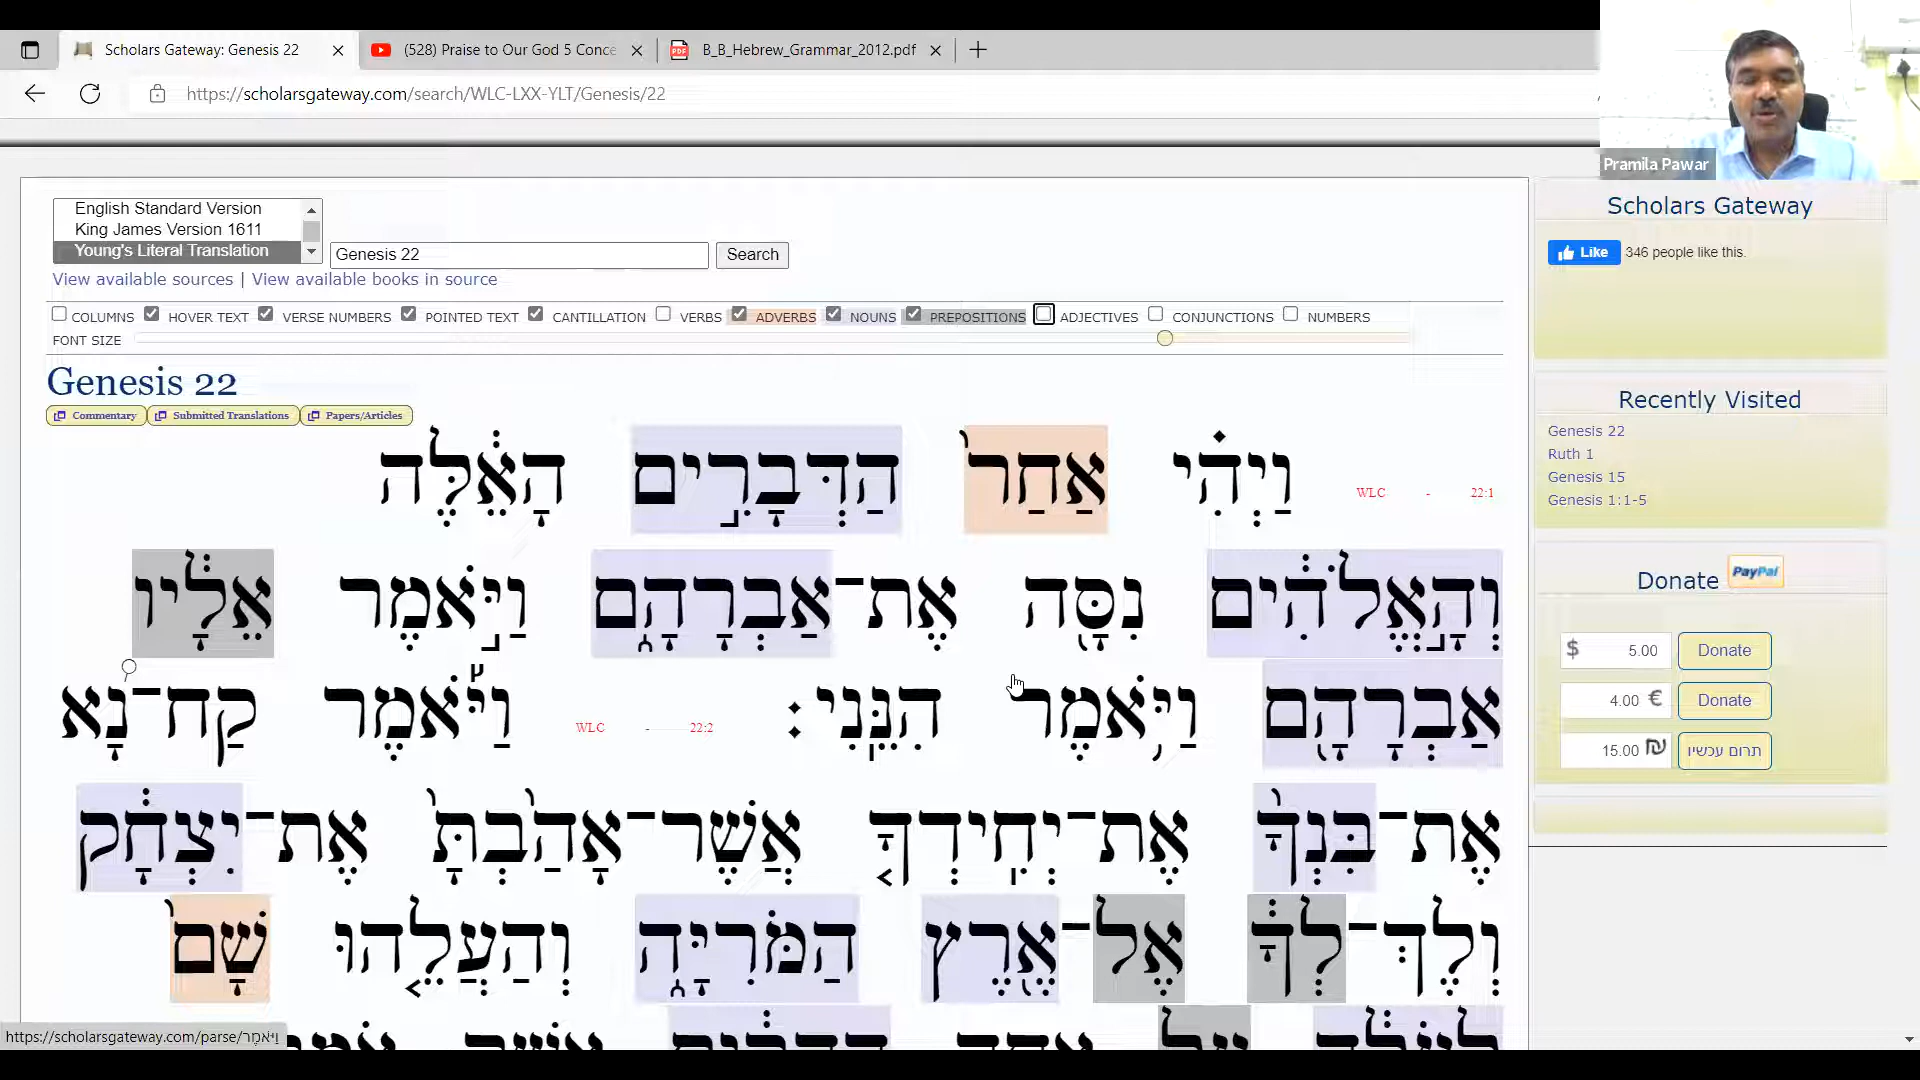 Scholars Gateway: Genesis 22
(528) Praise to Our God 5 Conce
B_B_Hebrew_Grammar_2012.pdf
https://scholarsgateway.com/search/WLC-LXX-YLT/Genesis/22
Pramila Pawar
English Standard Version
King James Version 1611
Young's Literal Translation
Genesis 22
Search
View available sources | View available books in source
COLUMNS HOVER TEXT VERSE NUMBERS POINTED TEXT CANTILLATION VERBS ADVERBS NOUNS PREPOSITIONS ADJECTIVES CONJUNCTIONS NUMBERS
FONT SIZE
Genesis 22
Commentary Submitted Translations Papers/Articles
WLC - 22:1 וַיְהִ֗י אַחַר֙ הַדְּבָרִ֣ים הָאֵ֔לֶּה
וְהָ֣אֱלֹהִ֔ים נִסָּ֖ה אֶת־אַבְרָהָ֑ם וַיֹּ֣אמֶר אֵלָ֔יו
אַבְרָהָ֖ם וַיֹּ֥אמֶר הִנֵּֽנִי׃ WLC - 22:2 וַיֹּ֡אמֶר קַח־נָ֠א
אֶת־בִּנְךָ֙ אֶת־יְחִֽידְךָ֤ אֲשֶׁר־אָהַ֙בְתָּ֙ אֶת־יִצְחָ֔ק
וְלֶךְ־לְךָ֔ אֶל־אֶ֖רֶץ הַמֹּרִיָּ֑ה וְהַעֲלֵ֤הוּ שָׁם֙
https://scholarsgateway.com/parse/וַיֹּאמֶר
Scholars Gateway
Like 346 people like this.
Recently Visited
Genesis 22
Ruth 1
Genesis 15
Genesis 1:1-5
Donate PayPal
$ 5.00 Donate
4.00 € Donate
15.00 ₪ תרום עכשיו